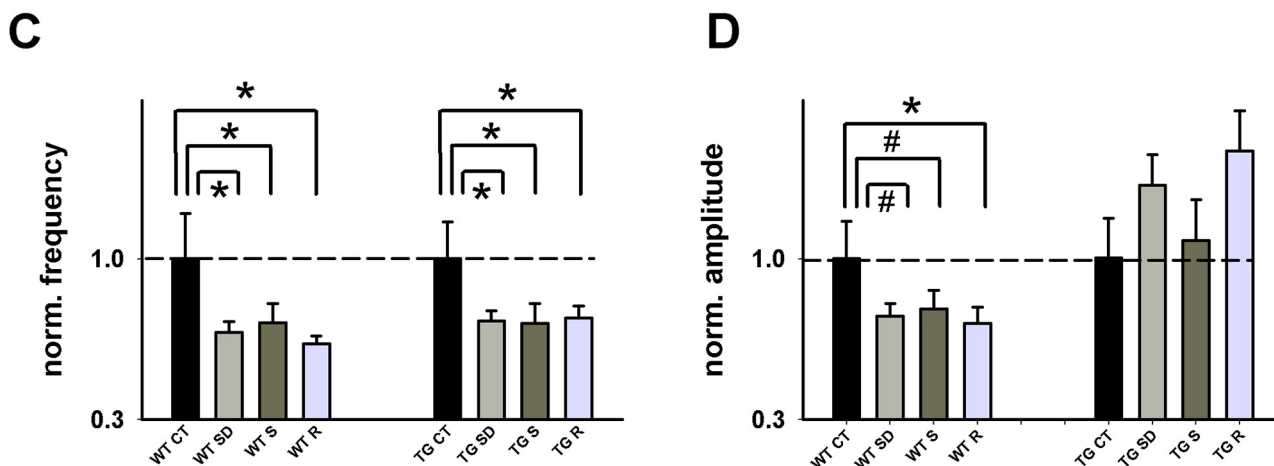 C
norm. frequency
1.0
0.3
*
*
*
*
*
*
WT CT
WT SD
WT S
WT R
TG CT
TG SD
TG S
TG R
D
norm. amplitude
1.0
0.3
*
#
#
WT CT
WT SD
WT S
WT R
TG CT
TG SD
TG S
TG R